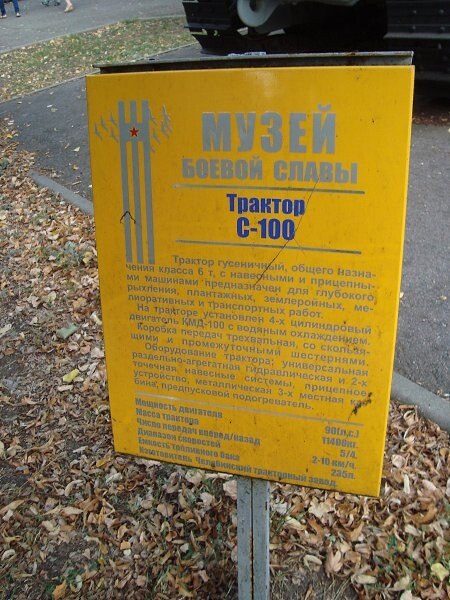 МУЗЕЙ
БОЕВОЙ СЛАВЫ
Трактор
С-100
Трактор гусеничный, общего назна-
чения класса 6 т, с навесными и прицепны-
ми машинами предназначен для глубокого
рыхления, плантажных, землеройных, ме-
лиоративных и транспортных работ.
На тракторе установлен 4-х цилиндровый
двигатель КМД-100 с водяным охлаждением.
Коробка передач трехвальная, со скользя-
щими и промежуточным шестернями.
Оборудование трактора: универсальная
раздельно-агрегатная гидравлическая и 2-х
точечная навесные системы, прицепное
устройство, металлическая 3-х местная ка-
бина, предпусковой подогреватель.
Мощность двигателя 90(л.с.)
Масса трактора 11400кг.
Число передач вперед/назад 5/4.
Диапазон скоростей 2-10 км/ч.
Емкость топливного бака 235л.
Изготовитель Челябинский тракторный завод.